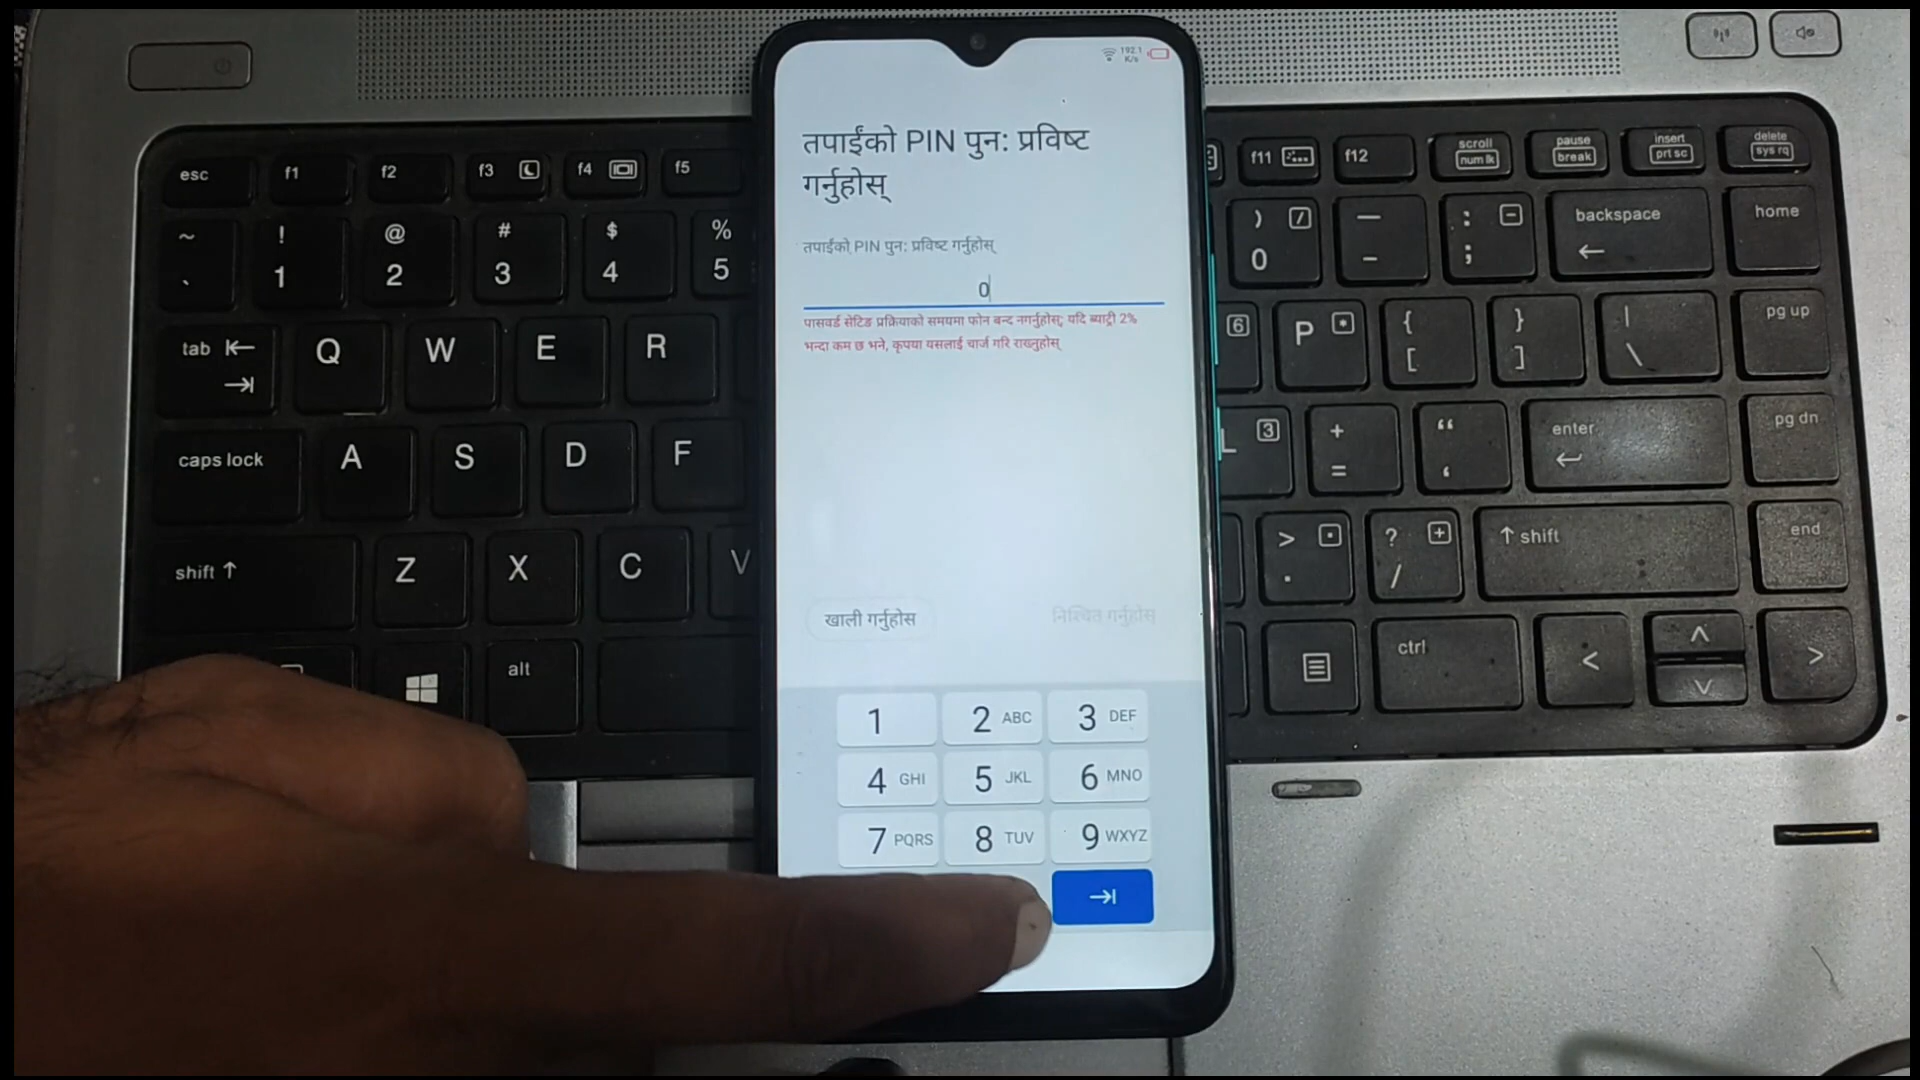 192.1
K/s
तपाईंको PIN पुन: प्रविष्ट
गर्नुहोस्
तपाईंको PIN पुन: प्रविष्ट गर्नुहोस्
0
पासवर्ड सेटिङ प्रक्रियाको समयमा फोन बन्द नगर्नुहोस्; यदि ब्याट्री 2%
भन्दा कम छ भने, कृपया यसलाई चार्ज गरि राख्नुहोस्
खाली गर्नुहोस निश्चित गर्नुहोस्
1 2 ABC 3 DEF
4 GHI 5 JKL 6 MNO
7 PQRS 8 TUV 9 WXYZ
esc f1 f2 f3 f4 f5 f11 f12 scroll num lk pause break insert prt sc delete sys rq
~ ` ! 1 @ 2 # 3 $ 4 % 5 ) 0 / — - : ; - backspace home
tab Q W E R 6 P * { [ } ] | \ pg up
caps lock A S D F L 3 + = “ ‘ enter pg dn
shift Z X C V > . . ? / + shift end
alt ctrl